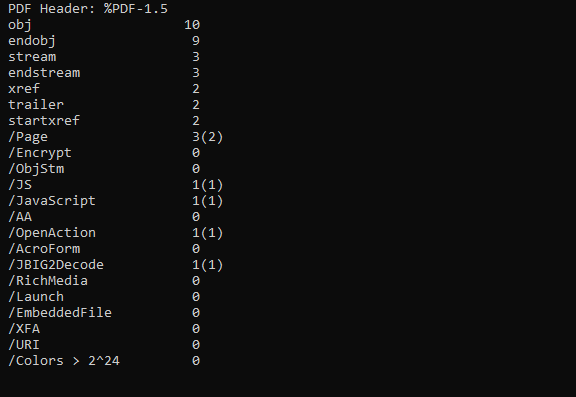 PDF Header: %PDF-1.5
obj 10
endobj 9
stream 3
endstream 3
xref 2
trailer 2
startxref 2
/Page 3(2)
/Encrypt 0
/ObjStm 0
/JS 1(1)
/JavaScript 1(1)
/AA 0
/OpenAction 1(1)
/AcroForm 0
/JBIG2Decode 1(1)
/RichMedia 0
/Launch 0
/EmbeddedFile 0
/XFA 0
/URI 0
/Colors > 2^24 0